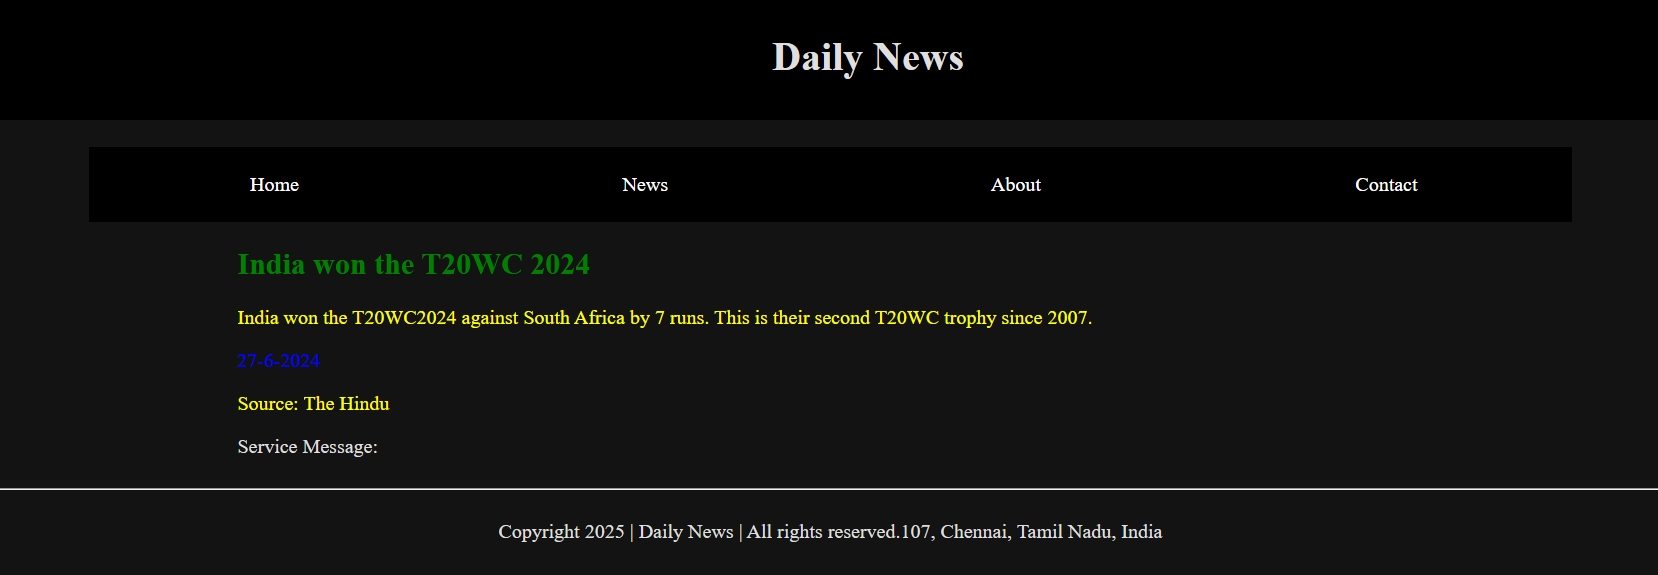 Daily News
Home News About Contact
India won the T20WC 2024
India won the T20WC2024 against South Africa by 7 runs. This is their second T20WC trophy since 2007.
27-6-2024
Source: The Hindu
Service Message:
Copyright 2025 | Daily News | All rights reserved.107, Chennai, Tamil Nadu, India